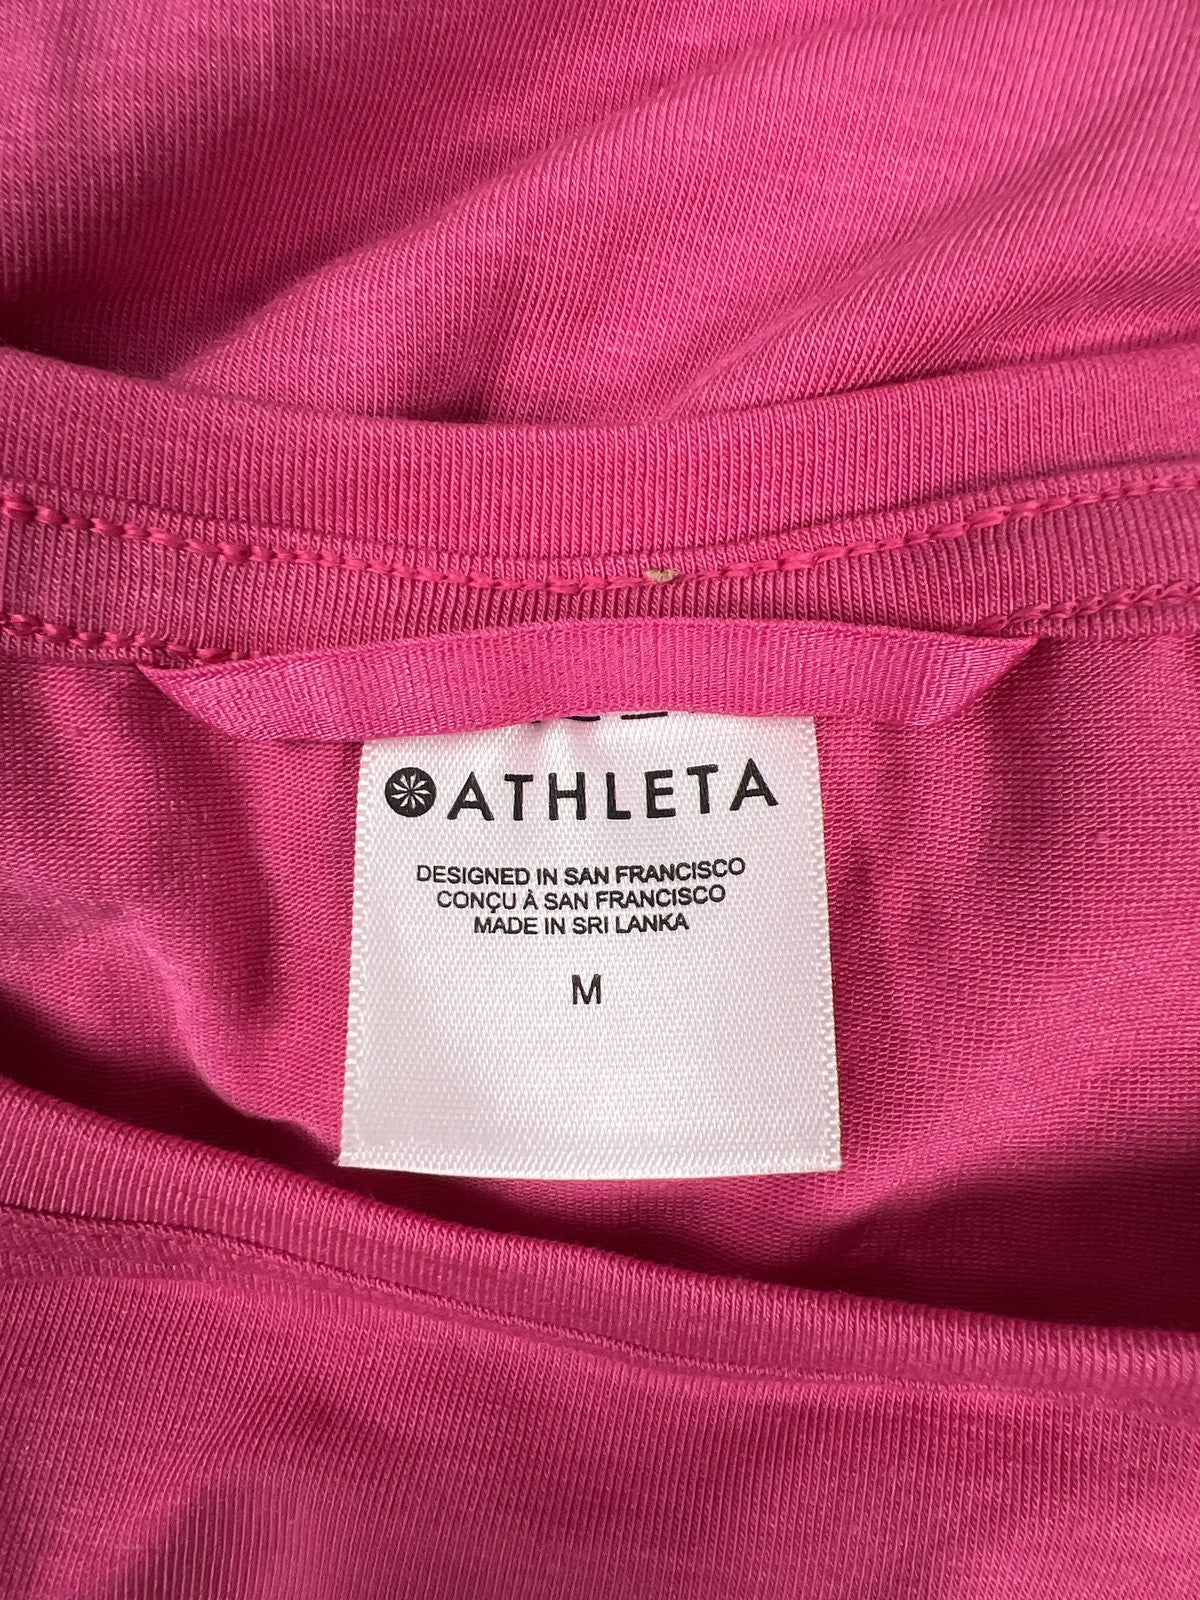 ATHLETA
DESIGNED IN SAN FRANCISCO
CONÇU À SAN FRANCISCO
MADE IN SRI LANKA
M